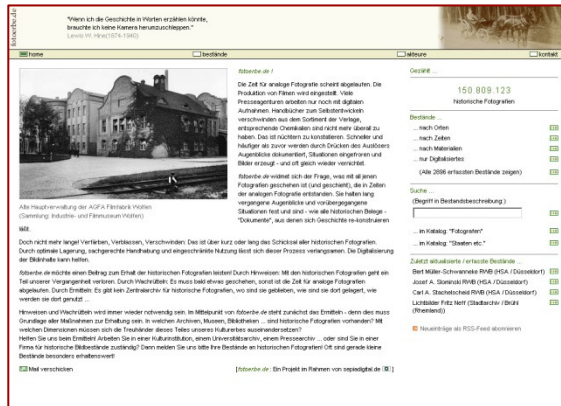 fotoerbe.de
"Wenn ich die Geschichte in Worten erzählen könnte,
brauchte ich keine Kamera herumzuschleppen."
Lewis W. Hine(1874-1940)
home
bestände
akteure
kontakt
fotoerbe.de !
Die Zeit für analoge Fotografie scheint abgelaufen. Die
Produktion von Filmen wird eingestellt. Viele
Presseagenturen arbeiten nur noch mit digitalen
Aufnahmen. Handbücher zum Selbstentwickeln
verschwinden aus dem Sortiment der Verlage,
entsprechende Chemikalien sind nicht mehr überall zu
haben. Das ist nüchtern zu konstatieren. Schneller und
häufiger als zuvor werden durch Drücken des Auslösers
Augenblicke dokumentiert, Situationen eingefroren und
Bilder erzeugt - und oft gleich wieder vernichtet.
fotoerbe.de widmet sich der Frage, was mit all jenen
Fotografien geschehen ist (und geschieht), die in Zeiten
der analogen Fotografie entstanden. Sie halten lang
vergangene Augenblicke und vorübergegangene
Situationen fest und sind - wie alle historischen Belege -
"Dokumente", aus denen sich Geschichte re-konstruieren
lässt.
Alte Hauptverwaltung der AGFA Filmfabrik Wolfen
(Sammlung: Industrie- und Filmmuseum Wolfen)
Doch nicht mehr lange! Verfärben, Verblassen, Verschwinden: Das ist über kurz oder lang das Schicksal aller historischen Fotografien.
Durch optimale Lagerung, sachgerechte Handhabung und eingeschränkte Nutzung lässt sich dieser Prozess verlangsamen. Die Digitalisierung
der Bildinhalte kann helfen.
fotoerbe.de möchte einen Beitrag zum Erhalt der historischen Fotografien leisten! Durch Hinweisen: Mit den historischen Fotografien geht ein
Teil unserer Vergangenheit verloren. Durch Wachrütteln: Es muss bald etwas geschehen, sonst ist die Zeit für analoge Fotografie
abgelaufen. Durch Ermitteln: Es gibt kein Zentralarchiv für historische Fotografien, wo sind sie geblieben, wie sind sie dort gelagert, wie
werden sie dort genutzt ...
Hinweisen und Wachrütteln wird immer wieder notwendig sein. Im Mittelpunkt von fotoerbe.de steht zunächst das Ermitteln - denn dies muss
Grundlage aller Maßnahmen zur Erhaltung sein. In welchen Archiven, Museen, Bibliotheken ... sind historische Fotografien vorhanden? Mit
welchen Dimensionen müssen sich die Treuhänder dieses Teiles unseres Kulturerbes auseinandersetzen?
Helfen Sie uns beim Ermitteln! Arbeiten Sie in einer Kulturinstitution, einem Universitätsarchiv, einem Pressearchiv ... oder sind Sie in einer
Firma für historische Bildbestände zuständig? Dann melden Sie uns bitte Ihre Bestände an historischen Fotografien! Oft sind gerade kleine
Bestände besonders erhaltenswert!
Mail verschicken
[fotoerbe.de : Ein Projekt im Rahmen von sepiadigital.de ]
Gezählt ...
150.809.123
historische Fotografien
Bestände ...
... nach Orten
... nach Zeiten
... nach Materialien
... nur Digitalisiertes
(Alle 2896 erfassten Bestände zeigen)
Suche ...
(Begriff in Bestandsbeschreibung:)
... im Katalog: "Fotografen"
... im Katalog: "Staaten etc."
Zuletzt aktualisierte / erfasste Bestände ...
Bert Müller-Schwanneke RWB (HSA / Düsseldorf)
Josef A. Slominski RWB (HSA / Düsseldorf)
Carl A. Stachelscheid RWB (HSA / Düsseldorf)
Lichtbilder Fritz Neff (Stadtarchiv / Brühl
(Rheinland))
Neueinträge als RSS-Feed abonnieren